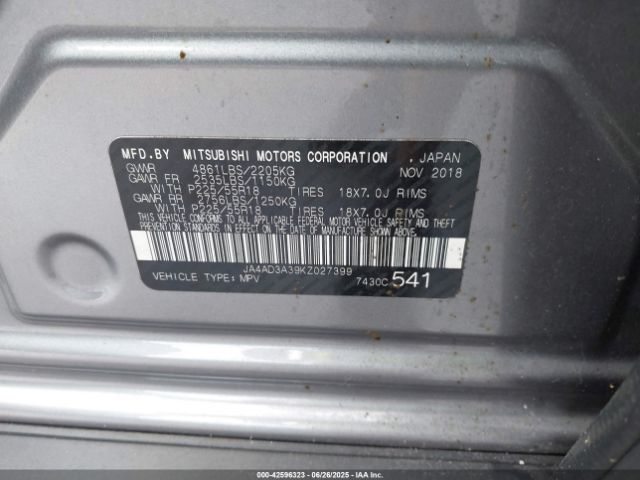 MFD.BY MITSUBISHI MOTORS CORPORATION . JAPAN
GVWR 4861LBS/2205KG NOV 2018
GAWR FR 2535LBS/1150KG
WITH P225/55R18 TIRES 18X7.0J RIMS
GAWR RR 2756LBS/1250KG
WITH P225/55R18 TIRES 18X7.0J RIMS
THIS VEHICLE CONFORMS TO ALL APPLICABLE FEDERAL MOTOR VEHICLE SAFETY AND THEFT PREVENTION STANDARDS IN EFFECT ON THE DATE OF MANUFACTURE SHOWN ABOVE.
JA4AD3A39KZ027399
VEHICLE TYPE: MPV 7430C 541
000-42596323 | 06/26/2025 - IAAI.COM